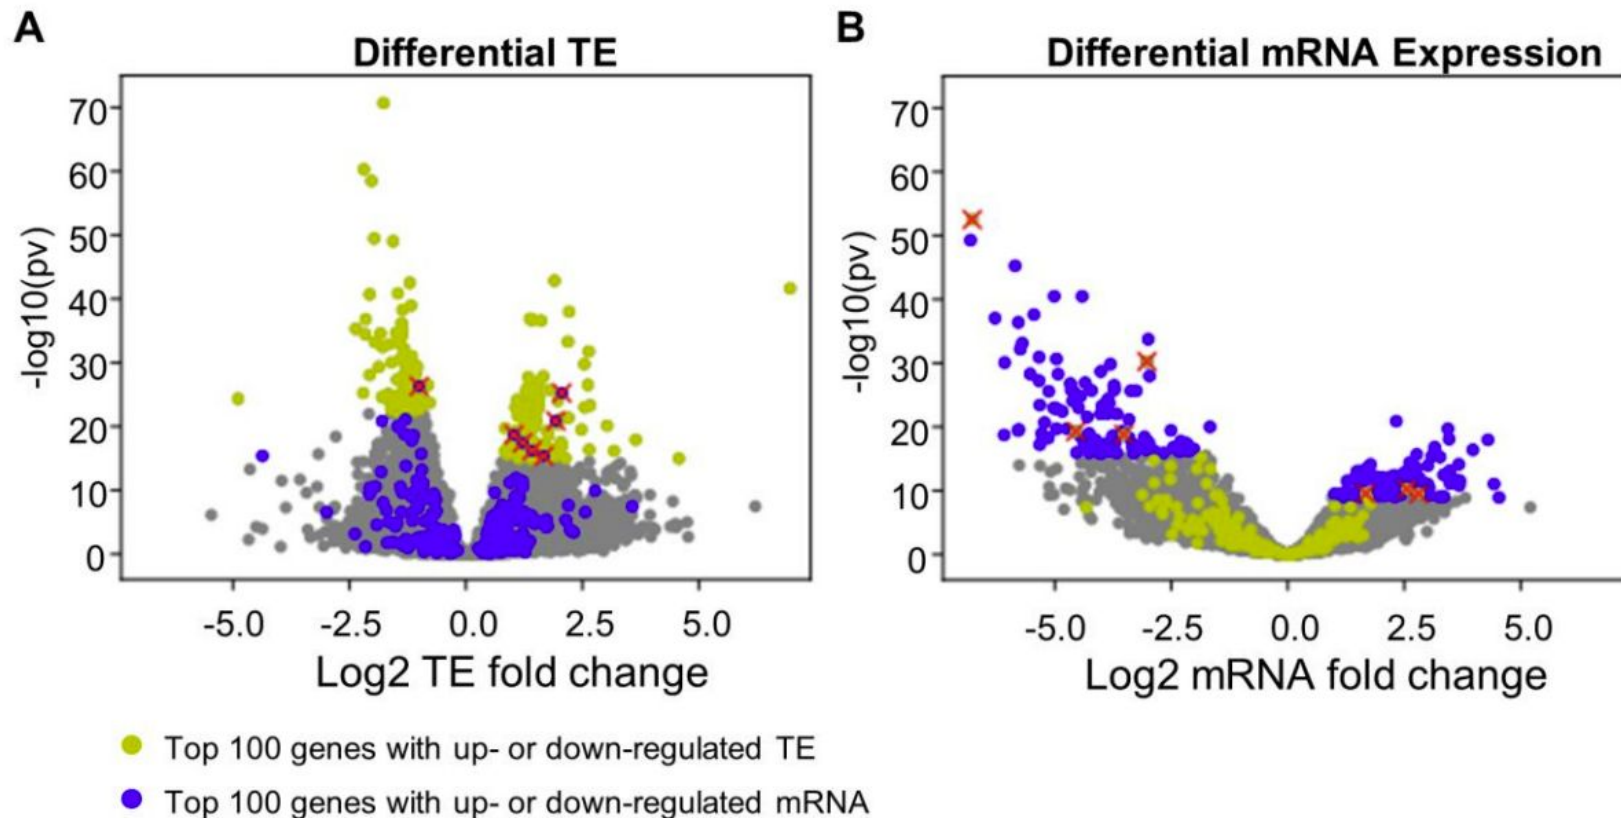 A
Differential TE
70
60
50
40
30
20
10
0
-log10(pv)
-5.0 -2.5 0.0 2.5 5.0
Log2 TE fold change
B
Differential mRNA Expression
70
60
50
40
30
20
10
0
-log10(pv)
-5.0 -2.5 0.0 2.5 5.0
Log2 mRNA fold change
Top 100 genes with up- or down-regulated TE
Top 100 genes with up- or down-regulated mRNA